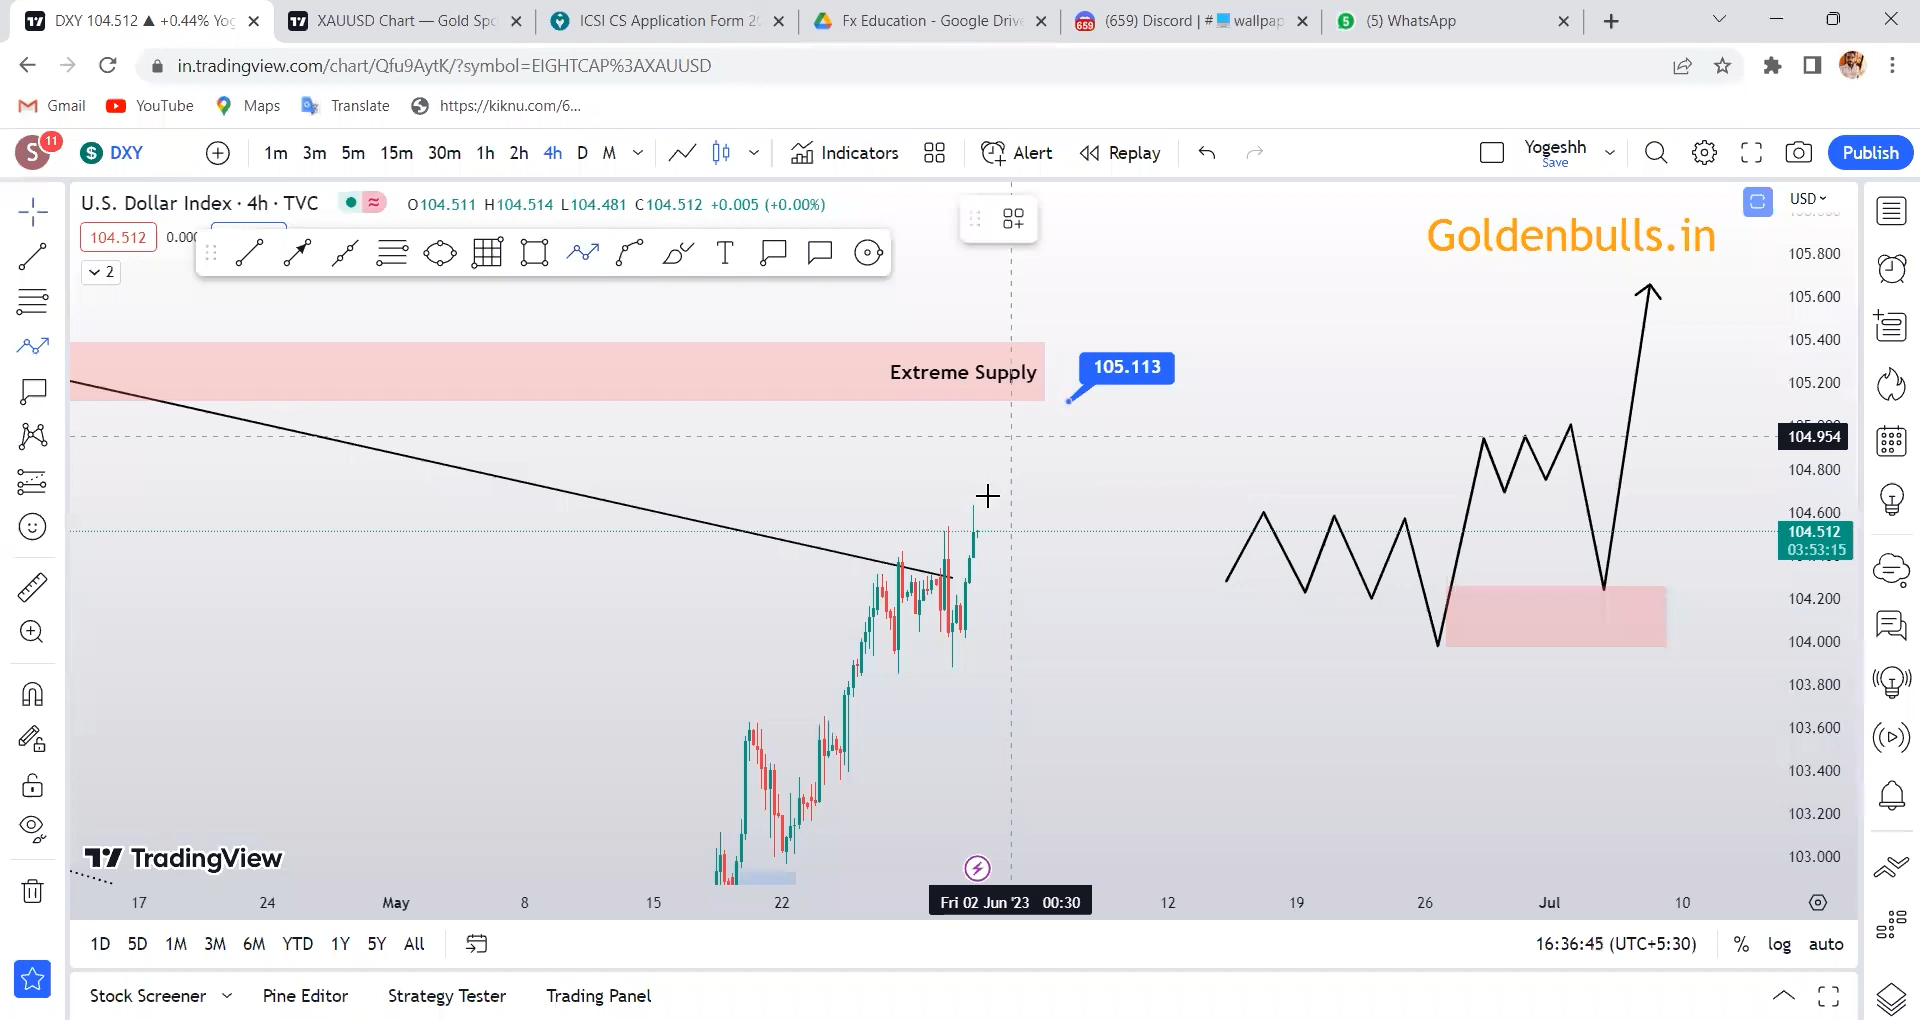 DXY 104.512 ▲ +0.44% Yog
XAUUSD Chart — Gold Spo
ICSI CS Application Form 20
Fx Education - Google Drive
659
(659) Discord | # wallpap
5
(5) WhatsApp
in.tradingview.com/chart/Qfu9AytK/?symbol=EIGHTCAP%3AXAUUSD
Gmail
YouTube
Maps
Translate
https://kiknu.com/6...
S
11
DXY
1m
3m
5m
15m
30m
1h
2h
4h
D
M
Indicators
Alert
Replay
Yogeshh
Save
Publish
U.S. Dollar Index · 4h · TVC
O104.511 H104.514 L104.481 C104.512 +0.005 (+0.00%)
USD
Goldenbulls.in
104.512
2
105.800
105.600
105.400
Extreme Supply
105.113
105.200
104.954
104.800
104.600
104.512
03:53:15
104.200
104.000
103.800
103.600
103.400
103.200
103.000
TradingView
17
24
May
8
15
22
Fri 02 Jun '23 00:30
12
19
26
Jul
10
1D
5D
1M
3M
6M
YTD
1Y
5Y
All
16:36:45 (UTC+5:30)
%
log
auto
Stock Screener
Pine Editor
Strategy Tester
Trading Panel